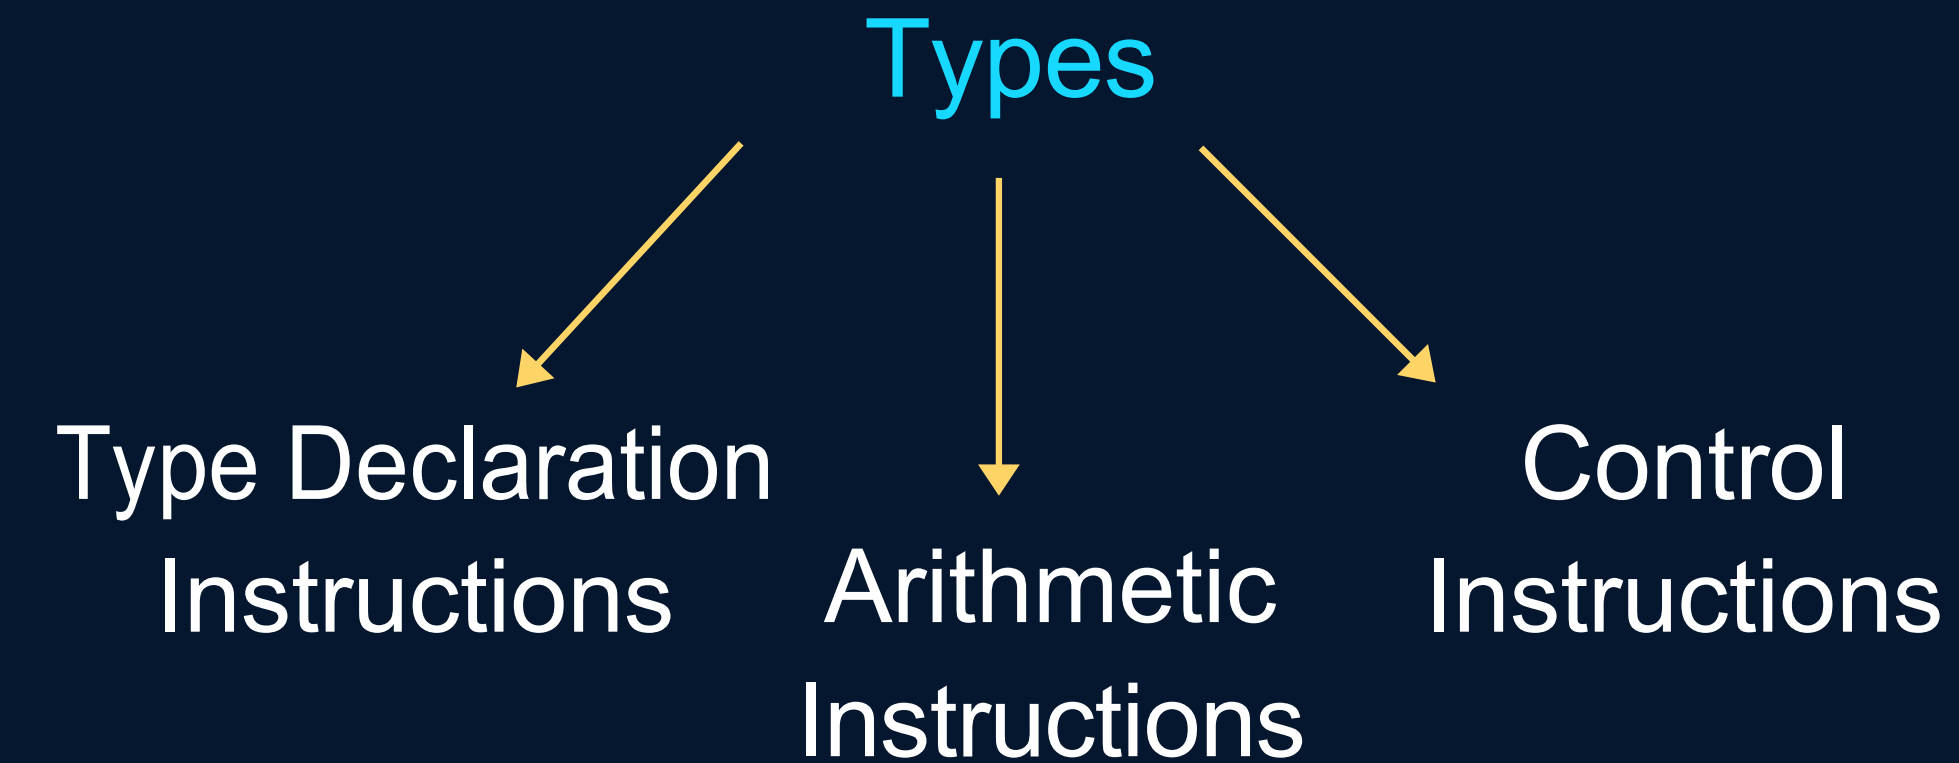 Types
Type Declaration
Instructions
Arithmetic
Instructions
Control
Instructions